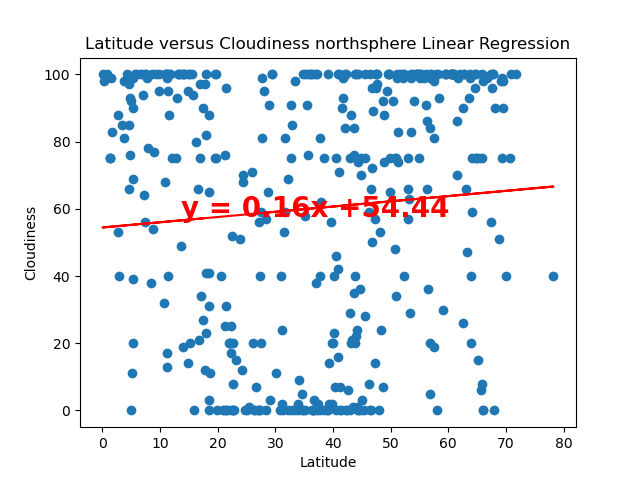 Latitude versus Cloudiness northsphere Linear Regression
100
80
60
40
20
0
Cloudiness
y = 0.16x +54.44
0 10 20 30 40 50 60 70 80
Latitude